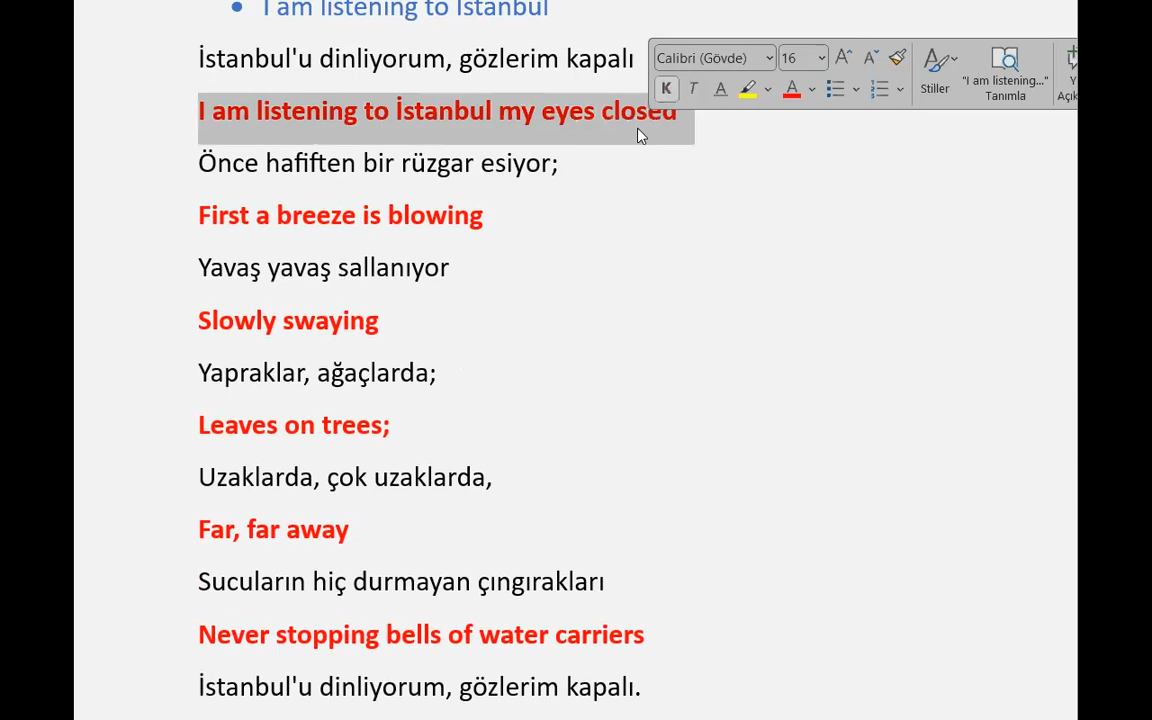 • I am listening to Istanbul
İstanbul'u dinliyorum, gözlerim kapalı
Calibri (Gövde) 16
K T A A
Stiller
"I am listening..."
Tanımla
I am listening to İstanbul my eyes closed
Önce hafiften bir rüzgar esiyor;
First a breeze is blowing
Yavaş yavaş sallanıyor
Slowly swaying
Yapraklar, ağaçlarda;
Leaves on trees;
Uzaklarda, çok uzaklarda,
Far, far away
Sucuların hiç durmayan çıngırakları
Never stopping bells of water carriers
İstanbul'u dinliyorum, gözlerim kapalı.